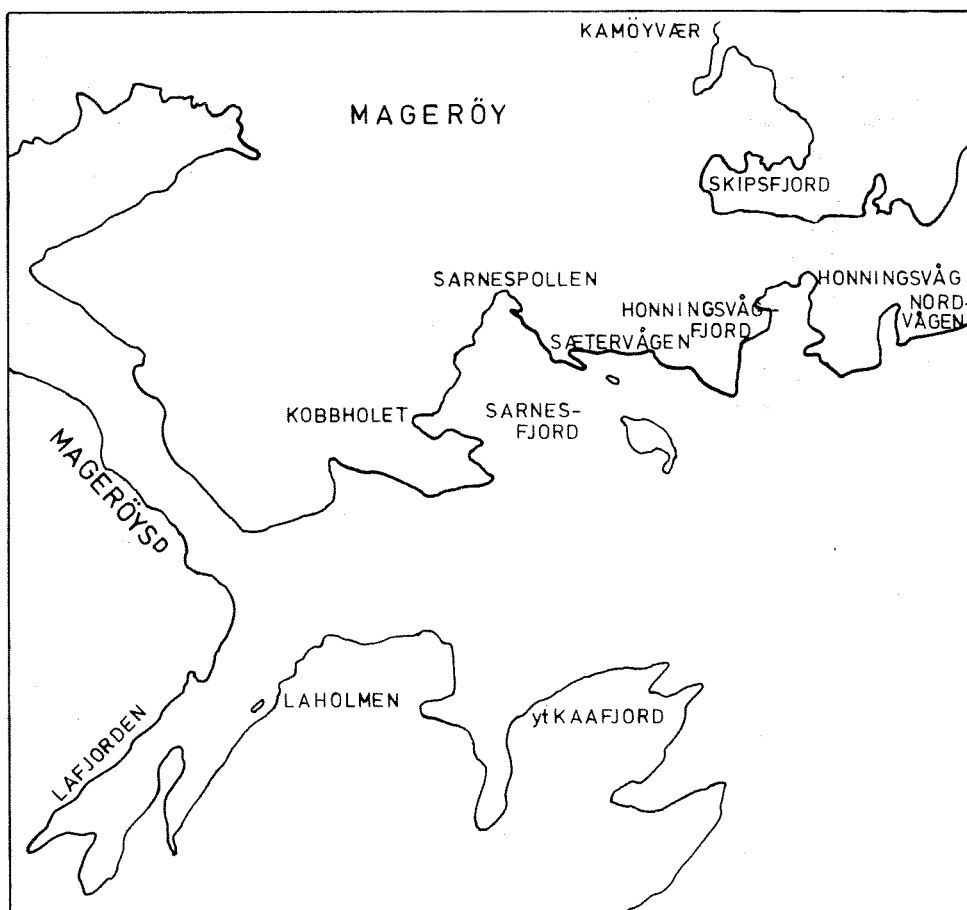 KAMÖYVÆR
MAGERÖY
SKIPSFJORD
SARNESPOLLEN
HONNINGSVÅG
HONNINGSVÅG
FJORD
NORD-
VÅGEN
SÆTERVÅGEN
KOBBHOLET
SARNES-
FJORD
MAGERÖYSD
LAHOLMEN
ytKAAFJORD
LAFJORDEN